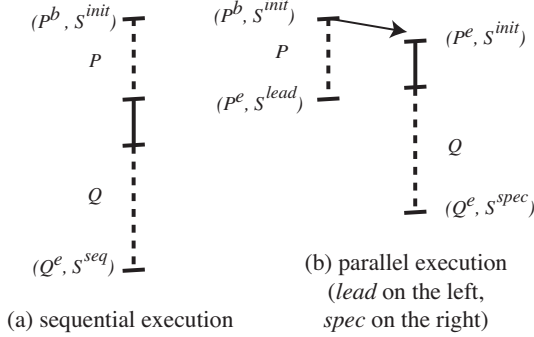 (P^b, S^init)
P
Q
(Q^e, S^seq)
(a) sequential execution
(P^b, S^init)
P
(P^e, S^lead)
(P^e, S^init)
Q
(Q^e, S^spec)
(b) parallel execution
(lead on the left,
spec on the right)